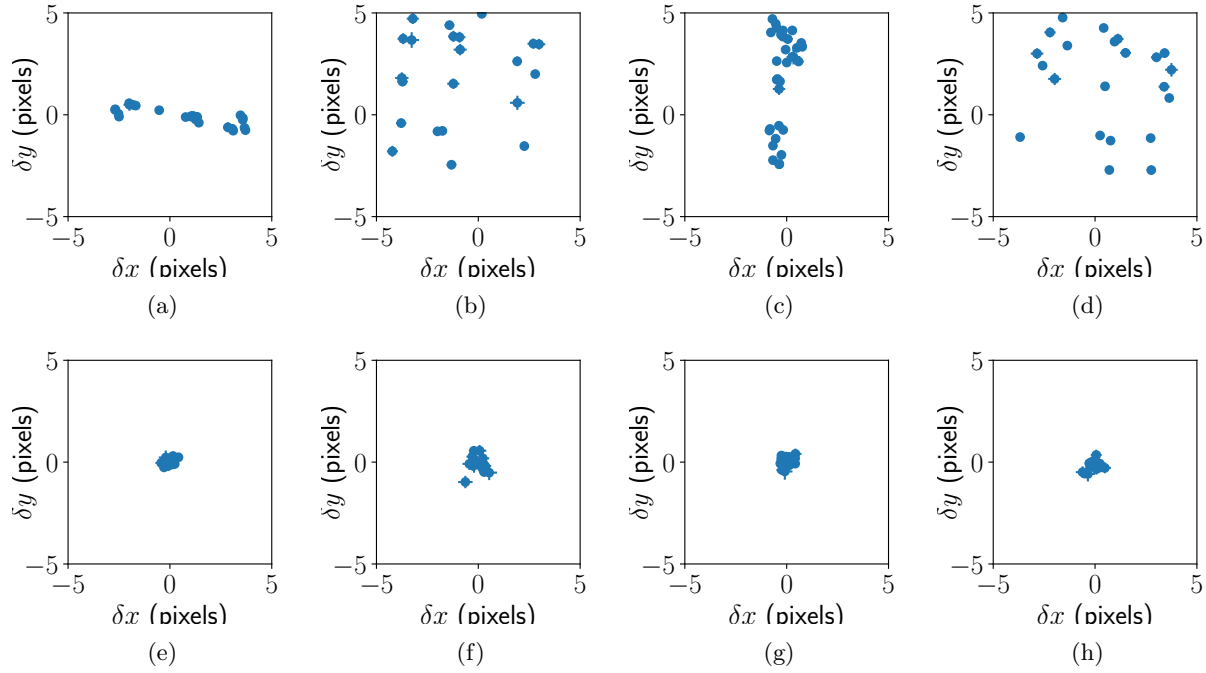 5 5 5 5
δy (pixels) δy (pixels) δy (pixels) δy (pixels)
0 0 0 0
−5 −5 −5 −5
−5 0 5 −5 0 5 −5 0 5 −5 0 5
δx (pixels) δx (pixels) δx (pixels) δx (pixels)
(a) (b) (c) (d)
5 5 5 5
δy (pixels) δy (pixels) δy (pixels) δy (pixels)
0 0 0 0
−5 −5 −5 −5
−5 0 5 −5 0 5 −5 0 5 −5 0 5
δx (pixels) δx (pixels) δx (pixels) δx (pixels)
(e) (f) (g) (h)